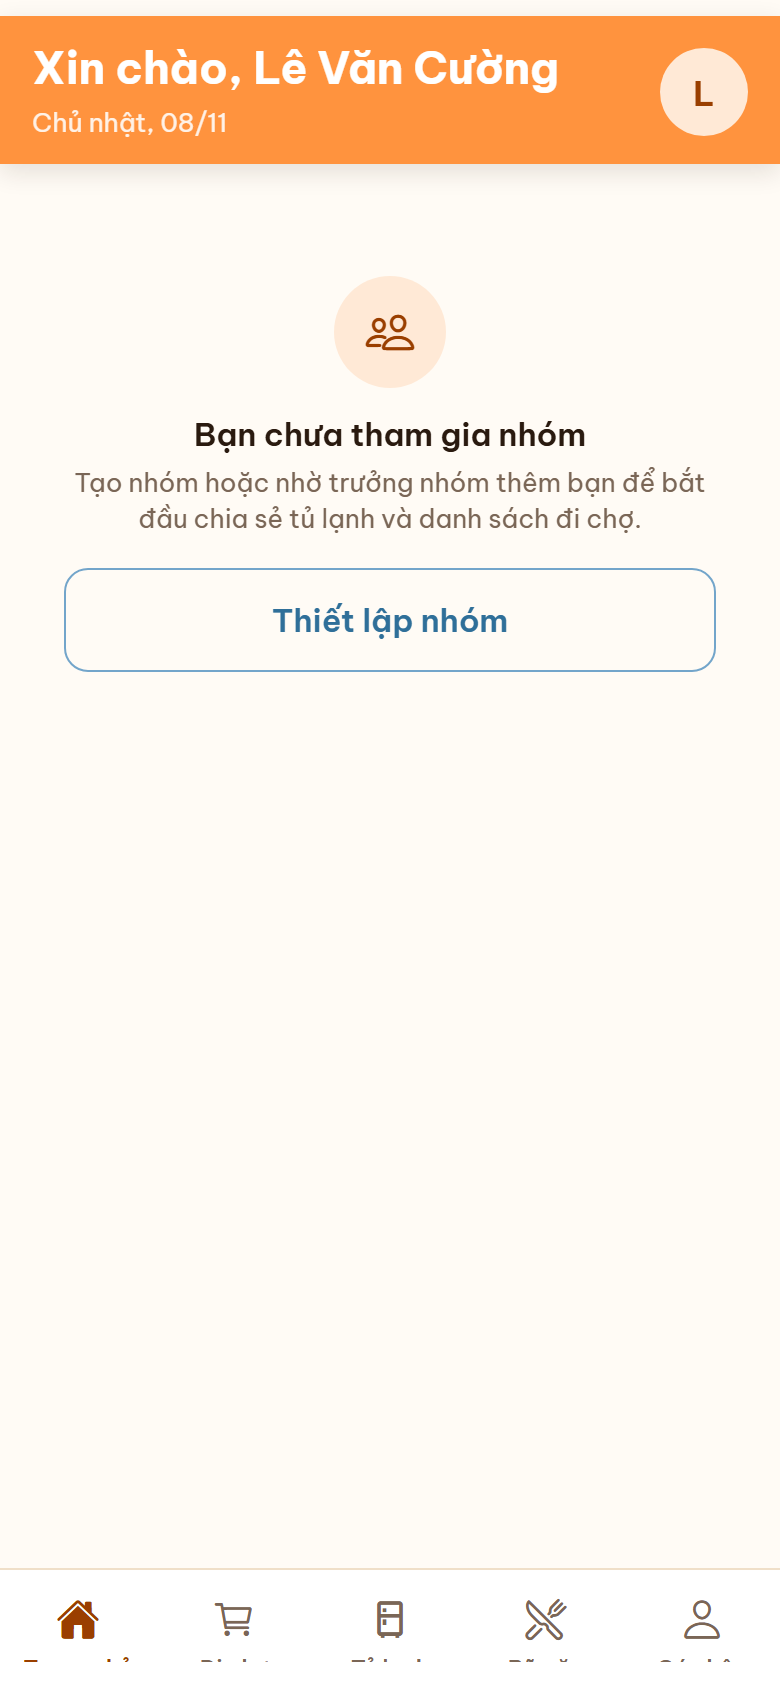 Xin chào, Lê Văn Cường
Chủ nhật, 08/11
L
Bạn chưa tham gia nhóm
Tạo nhóm hoặc nhờ trưởng nhóm thêm bạn để bắt
đầu chia sẻ tủ lạnh và danh sách đi chợ.
Thiết lập nhóm